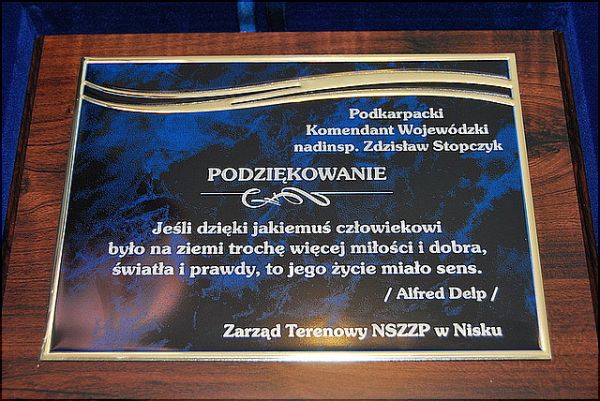 Podkarpacki
Komendant Wojewódzki
nadinsp. Zdzisław Stopczyk
PODZIĘKOWANIE
Jeśli dzięki jakiemuś człowiekowi
było na ziemi trochę więcej miłości i dobra,
światła i prawdy, to jego życie miało sens.
/ Alfred Delp /
Zarząd Terenowy NSZZP w Nisku